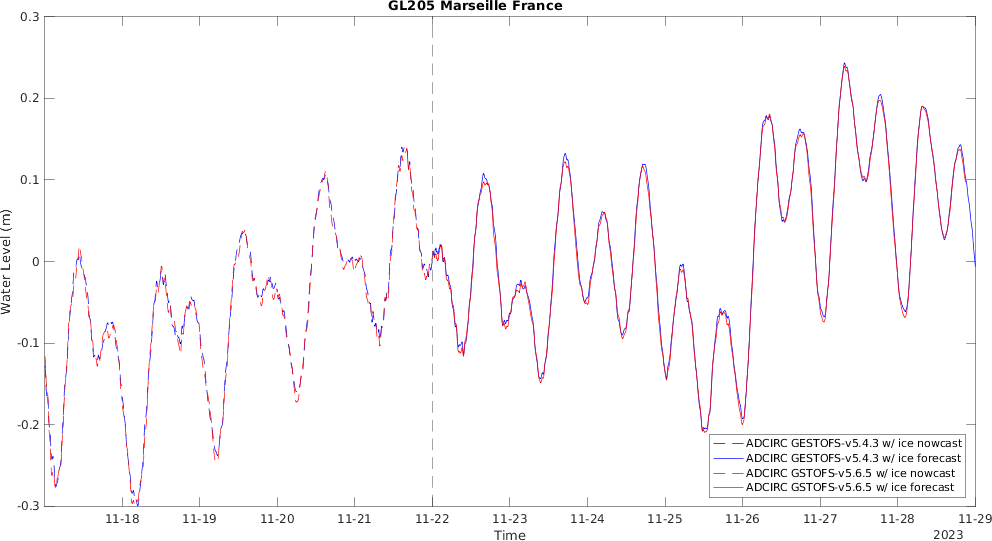 GL205 Marseille France
0.3
0.2
0.1
0
-0.1
-0.2
-0.3
Water Level (m)
11-18
11-19
11-20
11-21
11-22
11-23
11-24
11-25
11-26
11-27
11-28
11-29
Time
2023
ADCIRC GESTOFS-v5.4.3 w/ ice nowcast
ADCIRC GESTOFS-v5.4.3 w/ ice forecast
ADCIRC GSTOFS-v5.6.5 w/ ice nowcast
ADCIRC GSTOFS-v5.6.5 w/ ice forecast